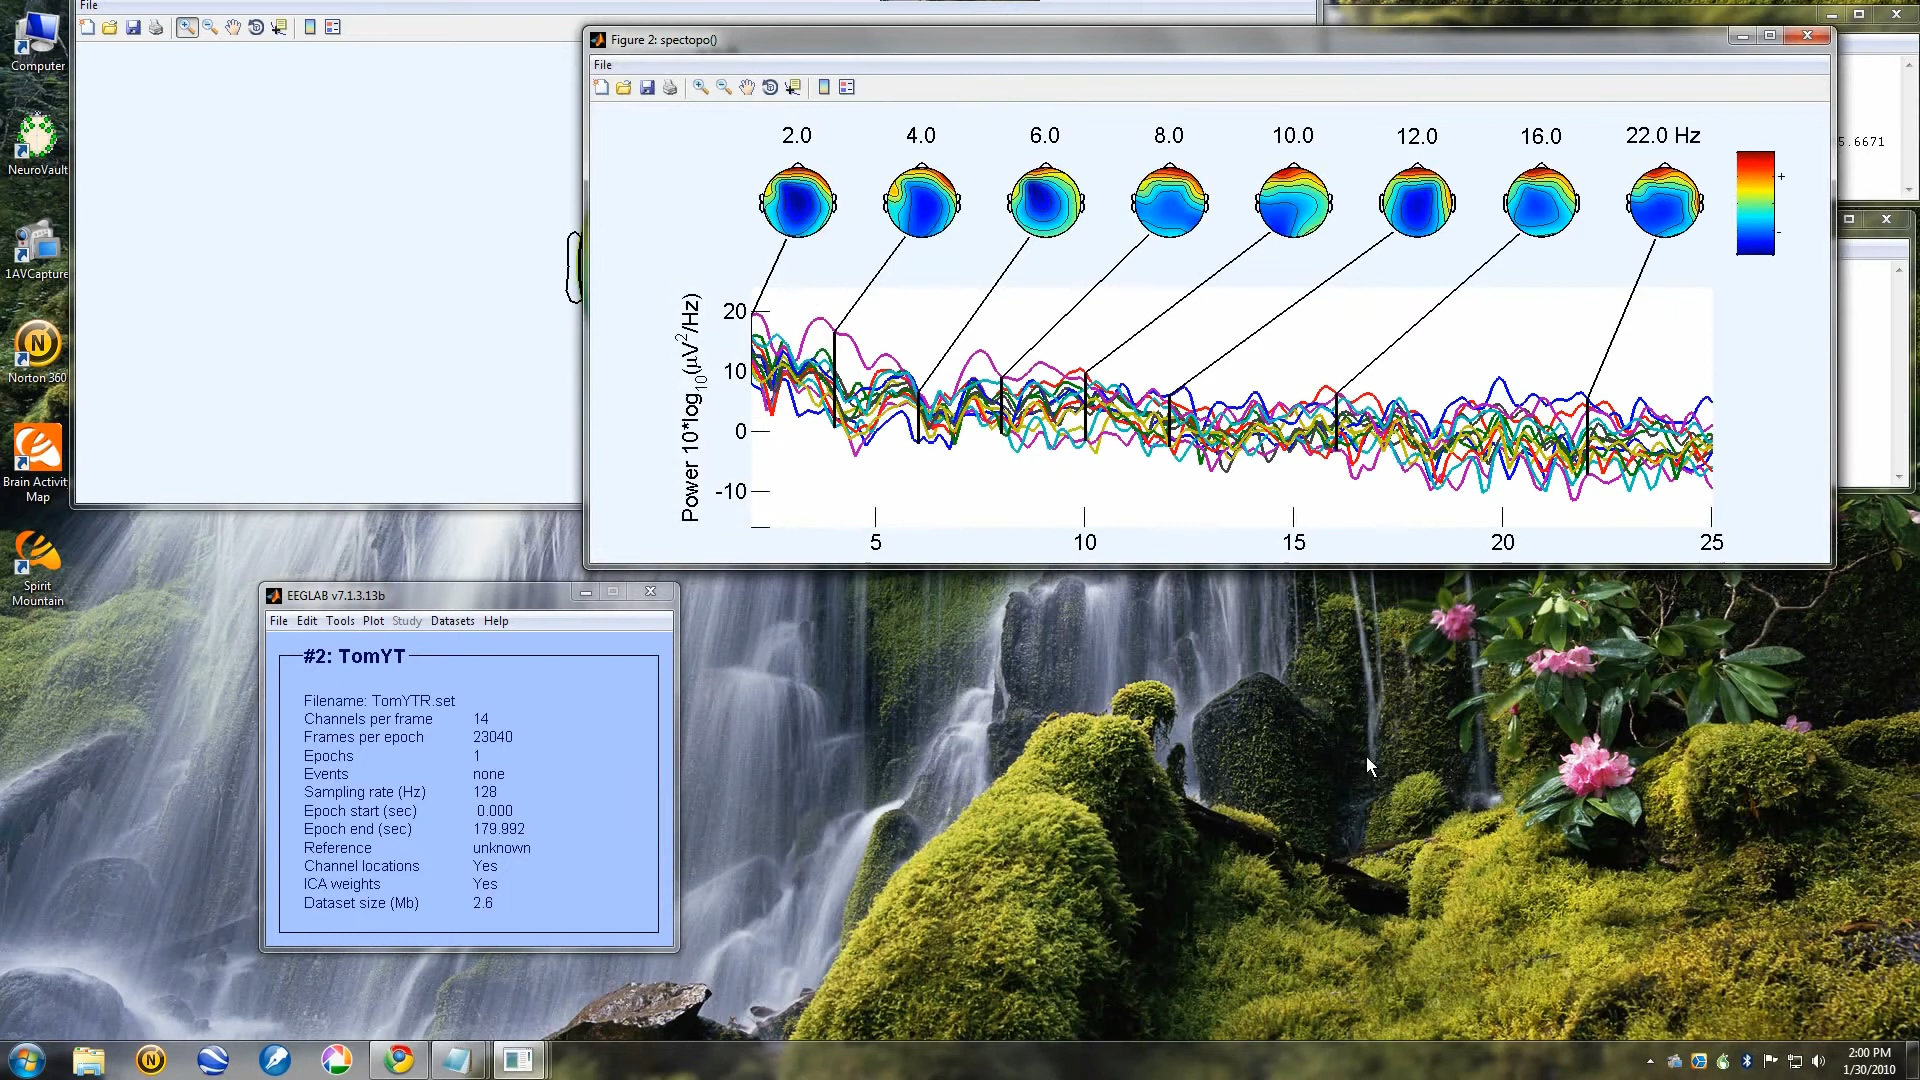 File
Computer
NeuroVault
1AVCapture
Norton 360
Brain Activit
Map
Spirit
Mountain
Figure 2: spectopo()
File
2.0 4.0 6.0 8.0 10.0 12.0 16.0 22.0 Hz
+
-
5.6671
Power 10*log10(μV2/Hz)
20
10
0
-10
5 10 15 20 25
EEGLAB v7.1.3.13b
File Edit Tools Plot Study Datasets Help
#2: TomYT
Filename: TomYTR.set
Channels per frame 14
Frames per epoch 23040
Epochs 1
Events none
Sampling rate (Hz) 128
Epoch start (sec) 0.000
Epoch end (sec) 179.992
Reference unknown
Channel locations Yes
ICA weights Yes
Dataset size (Mb) 2.6
2:00 PM
1/30/2010